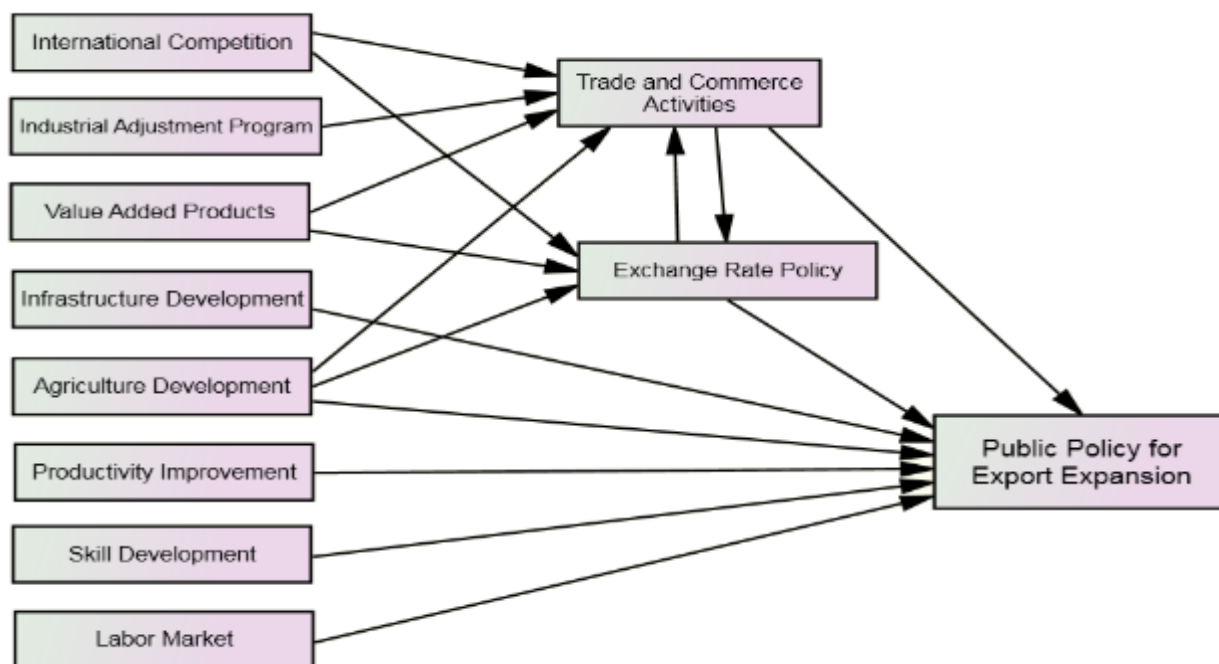 International Competition
Industrial Adjustment Program
Value Added Products
Infrastructure Development
Agriculture Development
Productivity Improvement
Skill Development
Labor Market
Trade and Commerce
Activities
Exchange Rate Policy
Public Policy for
Export Expansion